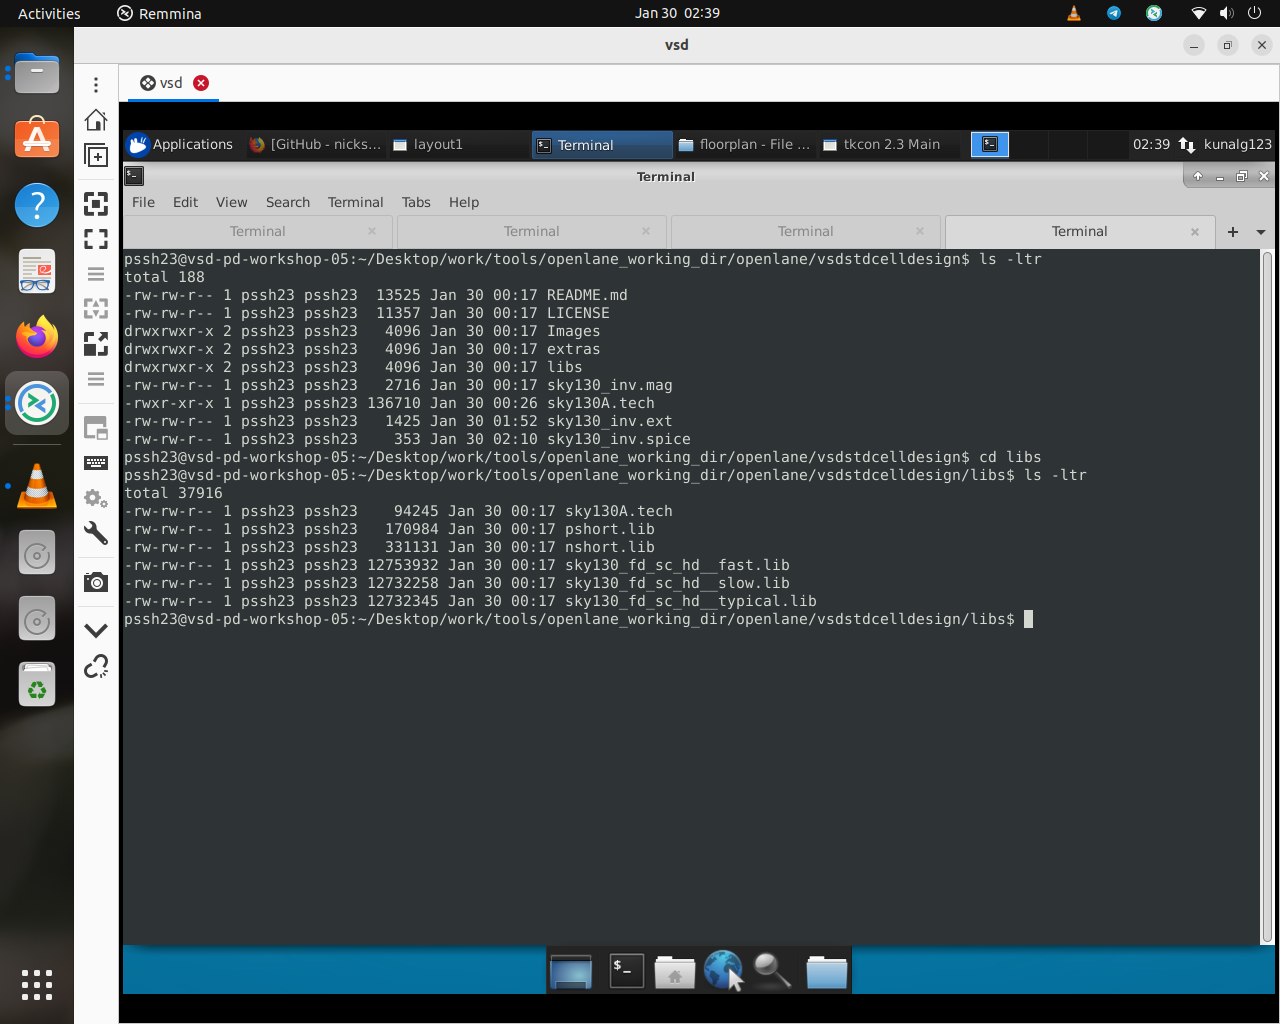 Activities
Remmina
Jan 30 02:39
vsd
vsd
Applications
[GitHub - nicks...
layout1
Terminal
floorplan - File ...
tkcon 2.3 Main
02:39
kunalg123
Terminal
File Edit View Search Terminal Tabs Help
Terminal
Terminal
Terminal
Terminal
pssh23@vsd-pd-workshop-05:~/Desktop/work/tools/openlane_working_dir/openlane/vsdstdcelldesign$ ls -ltr
total 188
-rw-rw-r-- 1 pssh23 pssh23  13525 Jan 30 00:17 README.md
-rw-rw-r-- 1 pssh23 pssh23  11357 Jan 30 00:17 LICENSE
drwxrwxr-x 2 pssh23 pssh23   4096 Jan 30 00:17 Images
drwxrwxr-x 2 pssh23 pssh23   4096 Jan 30 00:17 extras
drwxrwxr-x 2 pssh23 pssh23   4096 Jan 30 00:17 libs
-rw-rw-r-- 1 pssh23 pssh23   2716 Jan 30 00:17 sky130_inv.mag
-rwxr-xr-x 1 pssh23 pssh23 136710 Jan 30 00:26 sky130A.tech
-rw-rw-r-- 1 pssh23 pssh23   1425 Jan 30 01:52 sky130_inv.ext
-rw-rw-r-- 1 pssh23 pssh23    353 Jan 30 02:10 sky130_inv.spice
pssh23@vsd-pd-workshop-05:~/Desktop/work/tools/openlane_working_dir/openlane/vsdstdcelldesign$ cd libs
pssh23@vsd-pd-workshop-05:~/Desktop/work/tools/openlane_working_dir/openlane/vsdstdcelldesign/libs$ ls -ltr
total 37916
-rw-rw-r-- 1 pssh23 pssh23    94245 Jan 30 00:17 sky130A.tech
-rw-rw-r-- 1 pssh23 pssh23   170984 Jan 30 00:17 pshort.lib
-rw-rw-r-- 1 pssh23 pssh23   331131 Jan 30 00:17 nshort.lib
-rw-rw-r-- 1 pssh23 pssh23 12753932 Jan 30 00:17 sky130_fd_sc_hd__fast.lib
-rw-rw-r-- 1 pssh23 pssh23 12732258 Jan 30 00:17 sky130_fd_sc_hd__slow.lib
-rw-rw-r-- 1 pssh23 pssh23 12732345 Jan 30 00:17 sky130_fd_sc_hd__typical.lib
pssh23@vsd-pd-workshop-05:~/Desktop/work/tools/openlane_working_dir/openlane/vsdstdcelldesign/libs$